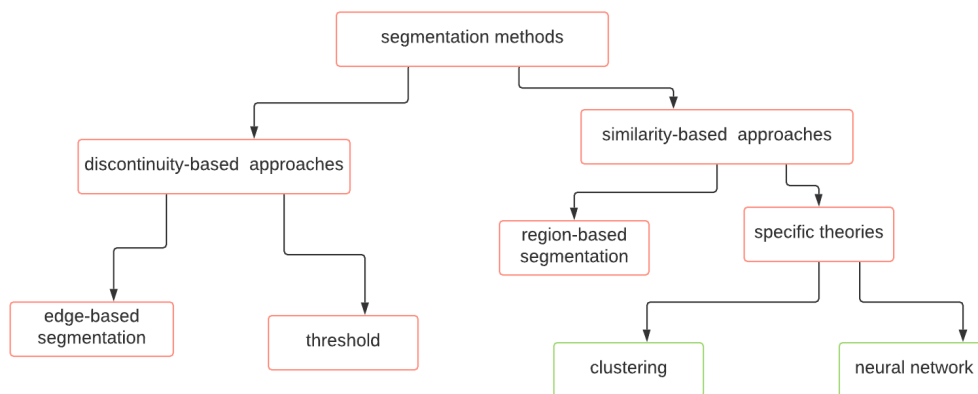 segmentation methods
similarity-based approaches
discontinuity-based approaches
region-based
segmentation
specific theories
edge-based
segmentation
threshold
clustering
neural network